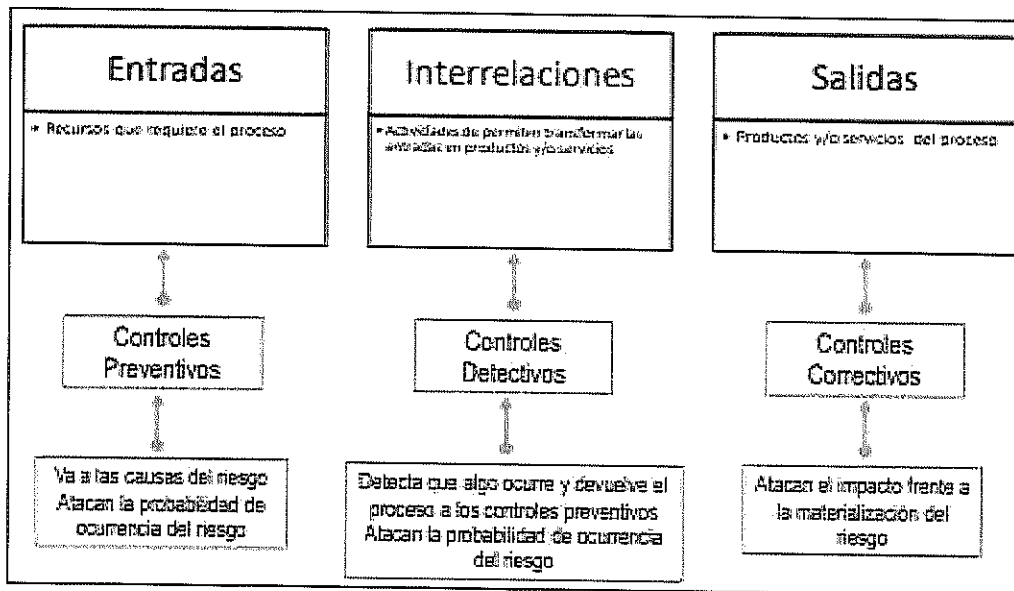 Entradas
• Recursos que requiere el proceso
Controles
Preventivos
Va a las causas del riesgo
Atacan la probabilidad de
ocurrencia del riesgo
Interrelaciones
• Actividades de permiten transformar las
entradas en productos y/o servicios
Controles
Detectivos
Detecta que algo ocurre y devuelve el
proceso a los controles preventivos
Atacan la probabilidad de ocurrencia
del riesgo
Salidas
• Productos y/o servicios del proceso
Controles
Correctivos
Atacan el impacto frente a
la materialización del
riesgo